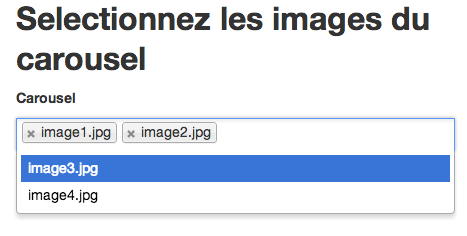 Selectionnez les images du
carousel
Carousel
× image1.jpg × image2.jpg
image3.jpg
image4.jpg